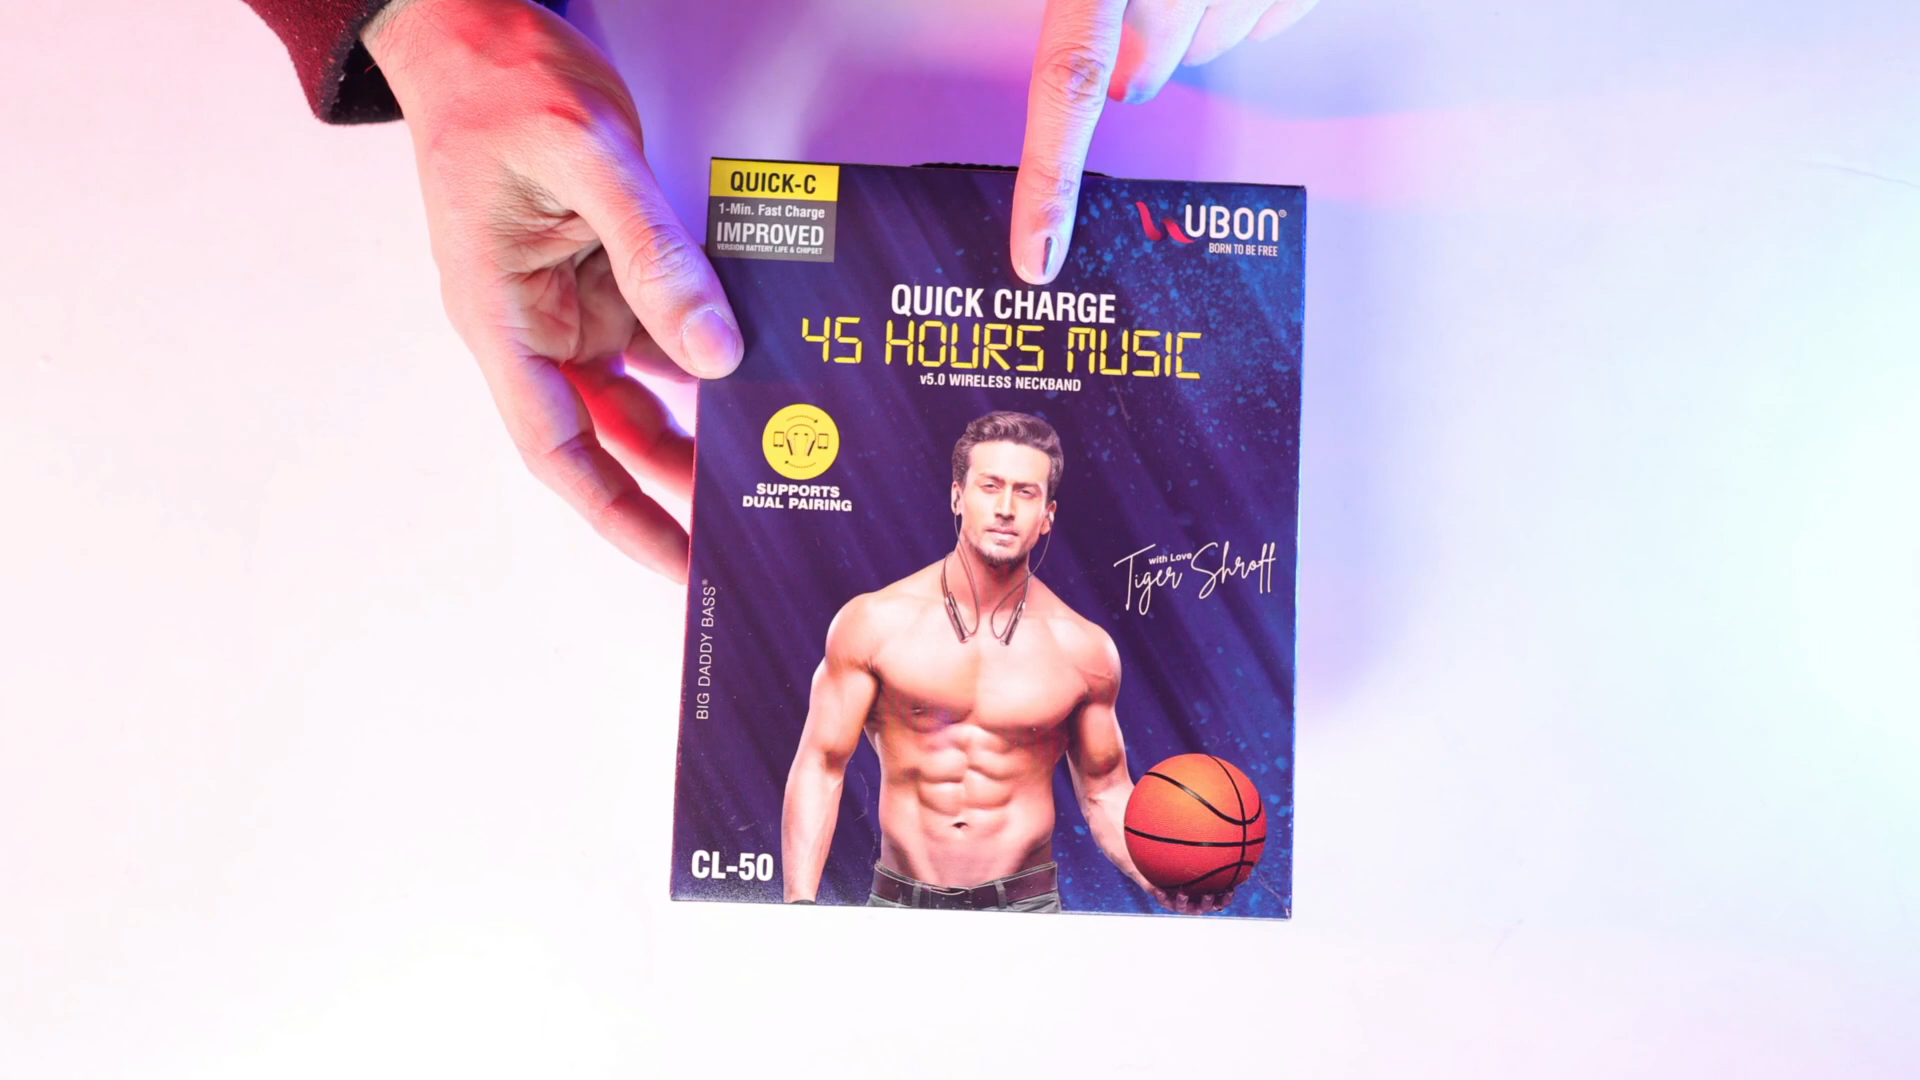 QUICK-C
1-Min. Fast Charge
IMPROVED
VERSION BATTERY LIFE & CHIPSET
UBON®
BORN TO BE FREE
QUICK CHARGE
45 HOURS MUSIC
v5.0 WIRELESS NECKBAND
SUPPORTS
DUAL PAIRING
with Love
Tiger Shroff
BIG DADDY BASS®
CL-50